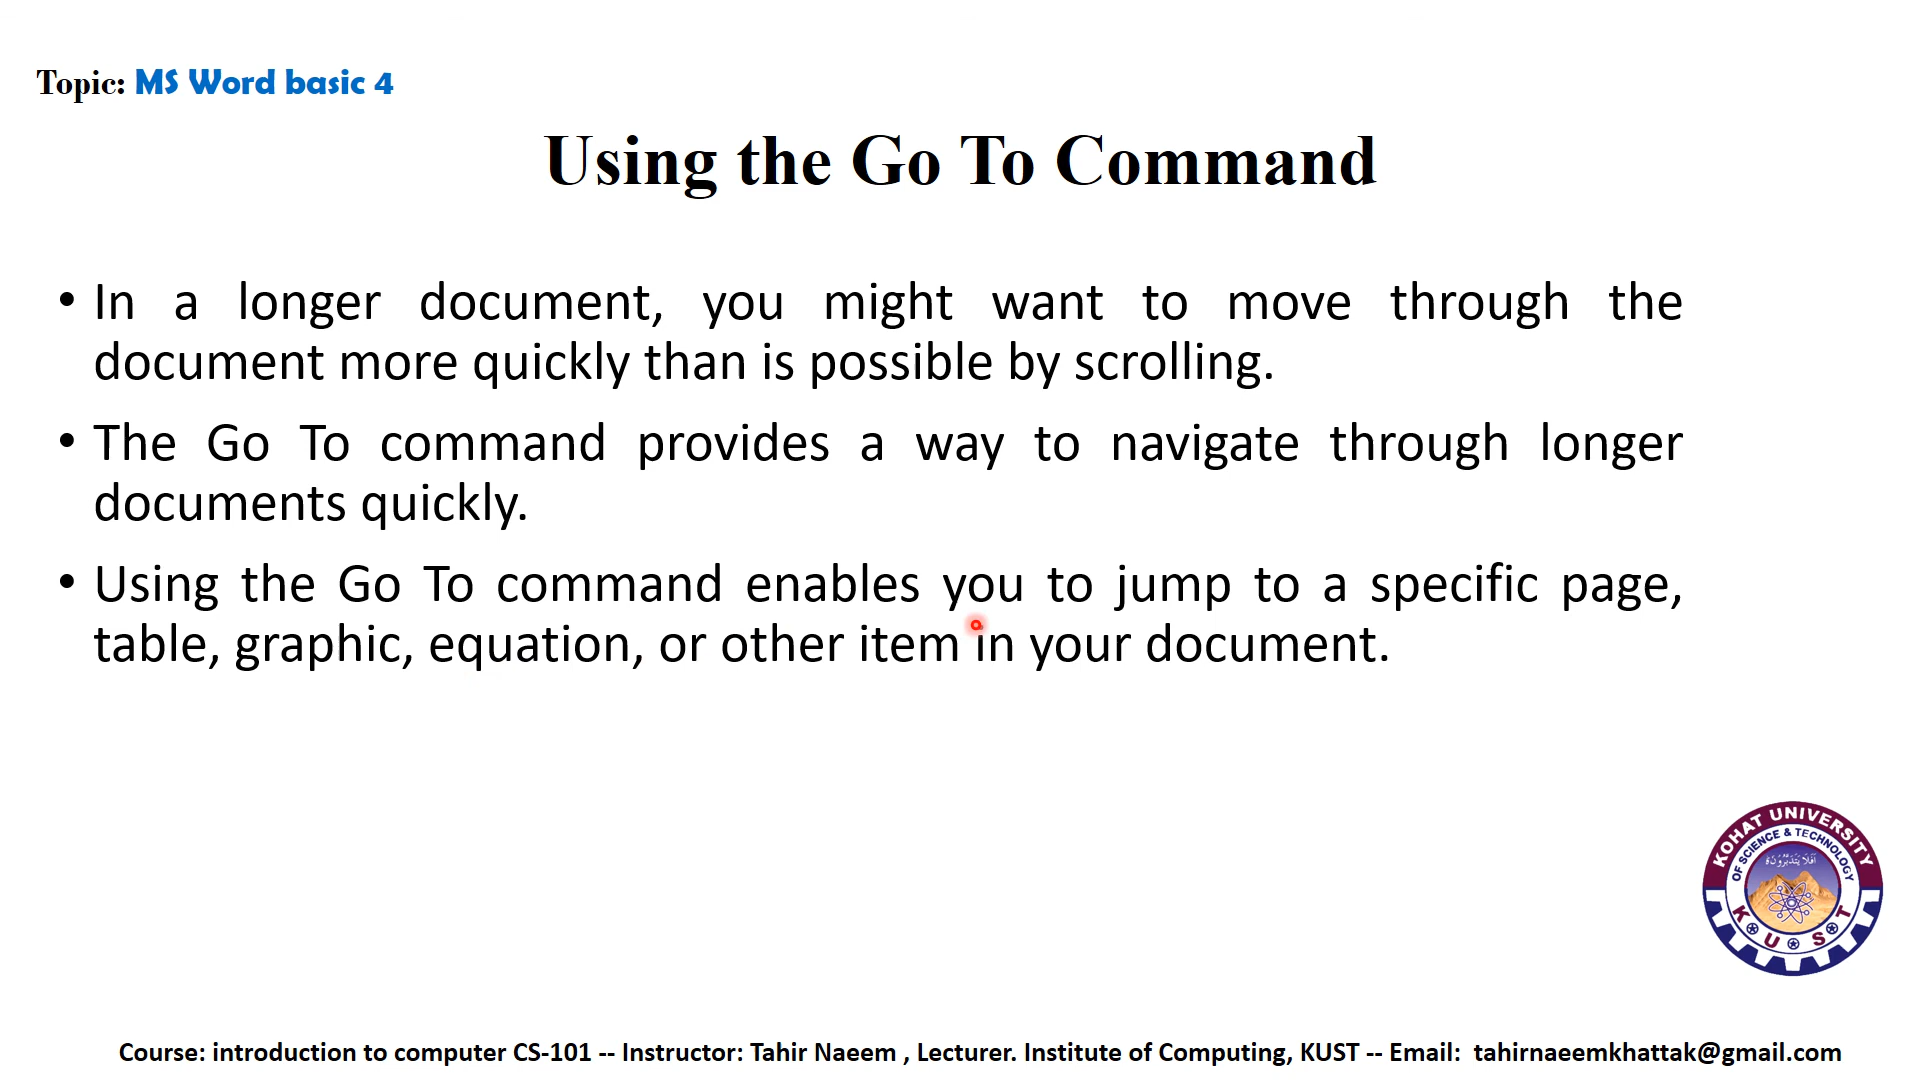 Topic: MS Word basic 4
Using the Go To Command
• In a longer document, you might want to move through the
document more quickly than is possible by scrolling.
• The Go To command provides a way to navigate through longer
documents quickly.
• Using the Go To command enables you to jump to a specific page,
table, graphic, equation, or other item in your document.
KOHAT UNIVERSITY
OF SCIENCE & TECHNOLOGY
أفلا يتدبرون
K U S T
Course: introduction to computer CS-101 -- Instructor: Tahir Naeem , Lecturer. Institute of Computing, KUST -- Email: tahirnaeemkhattak@gmail.com